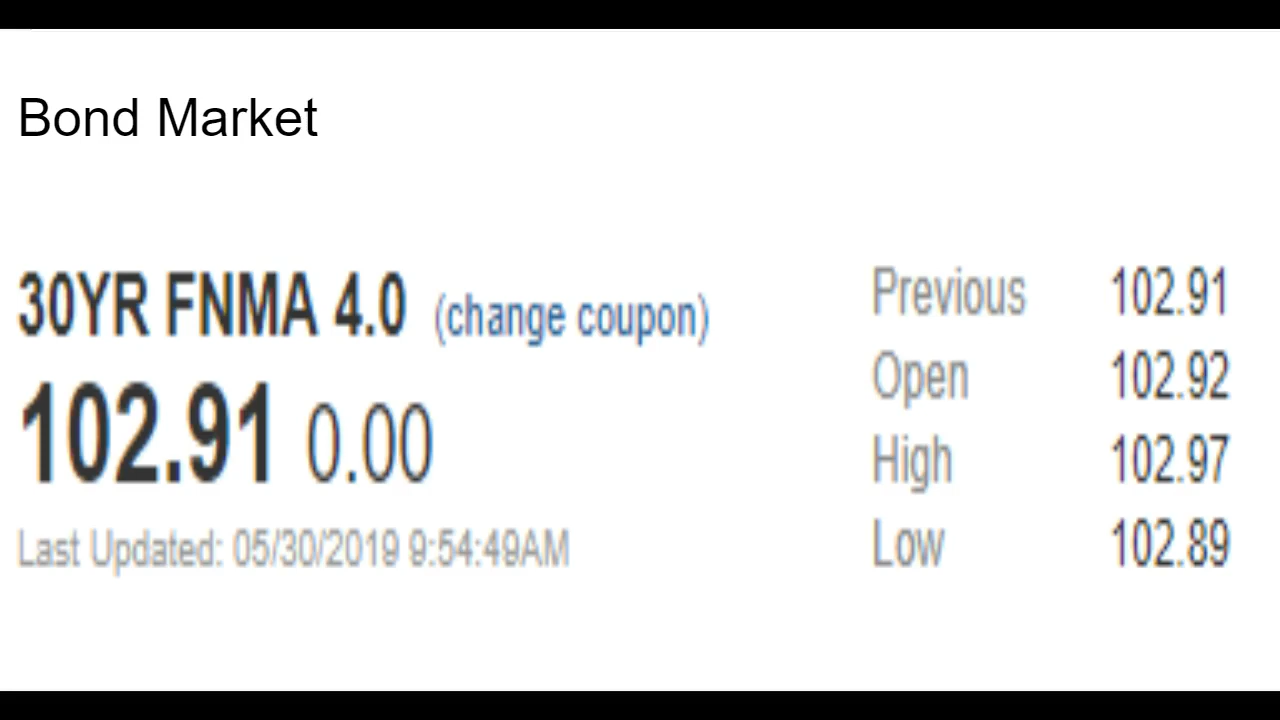 Bond Market
30YR FNMA 4.0 (change coupon)
102.91 0.00
Last Updated: 05/30/2019 9:54:49AM
Previous 102.91
Open 102.92
High 102.97
Low 102.89